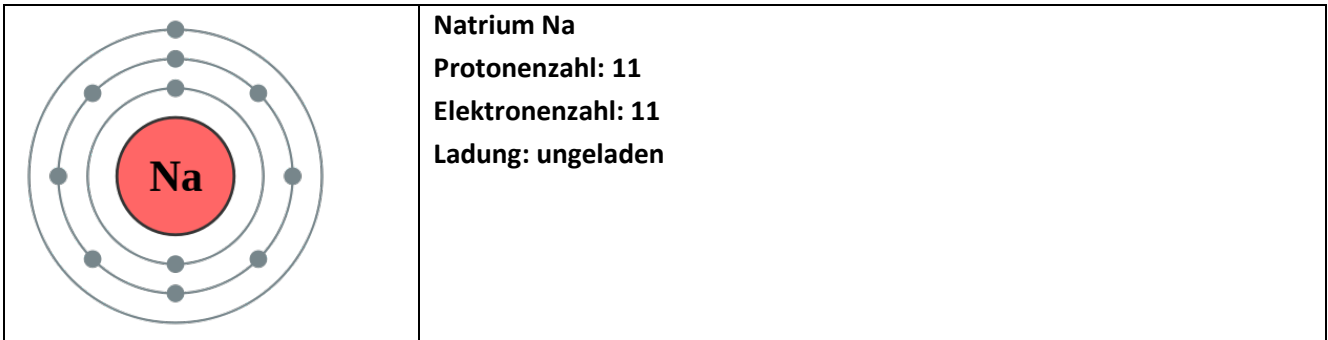 Na
Natrium Na
Protonenzahl: 11
Elektronenzahl: 11
Ladung: ungeladen